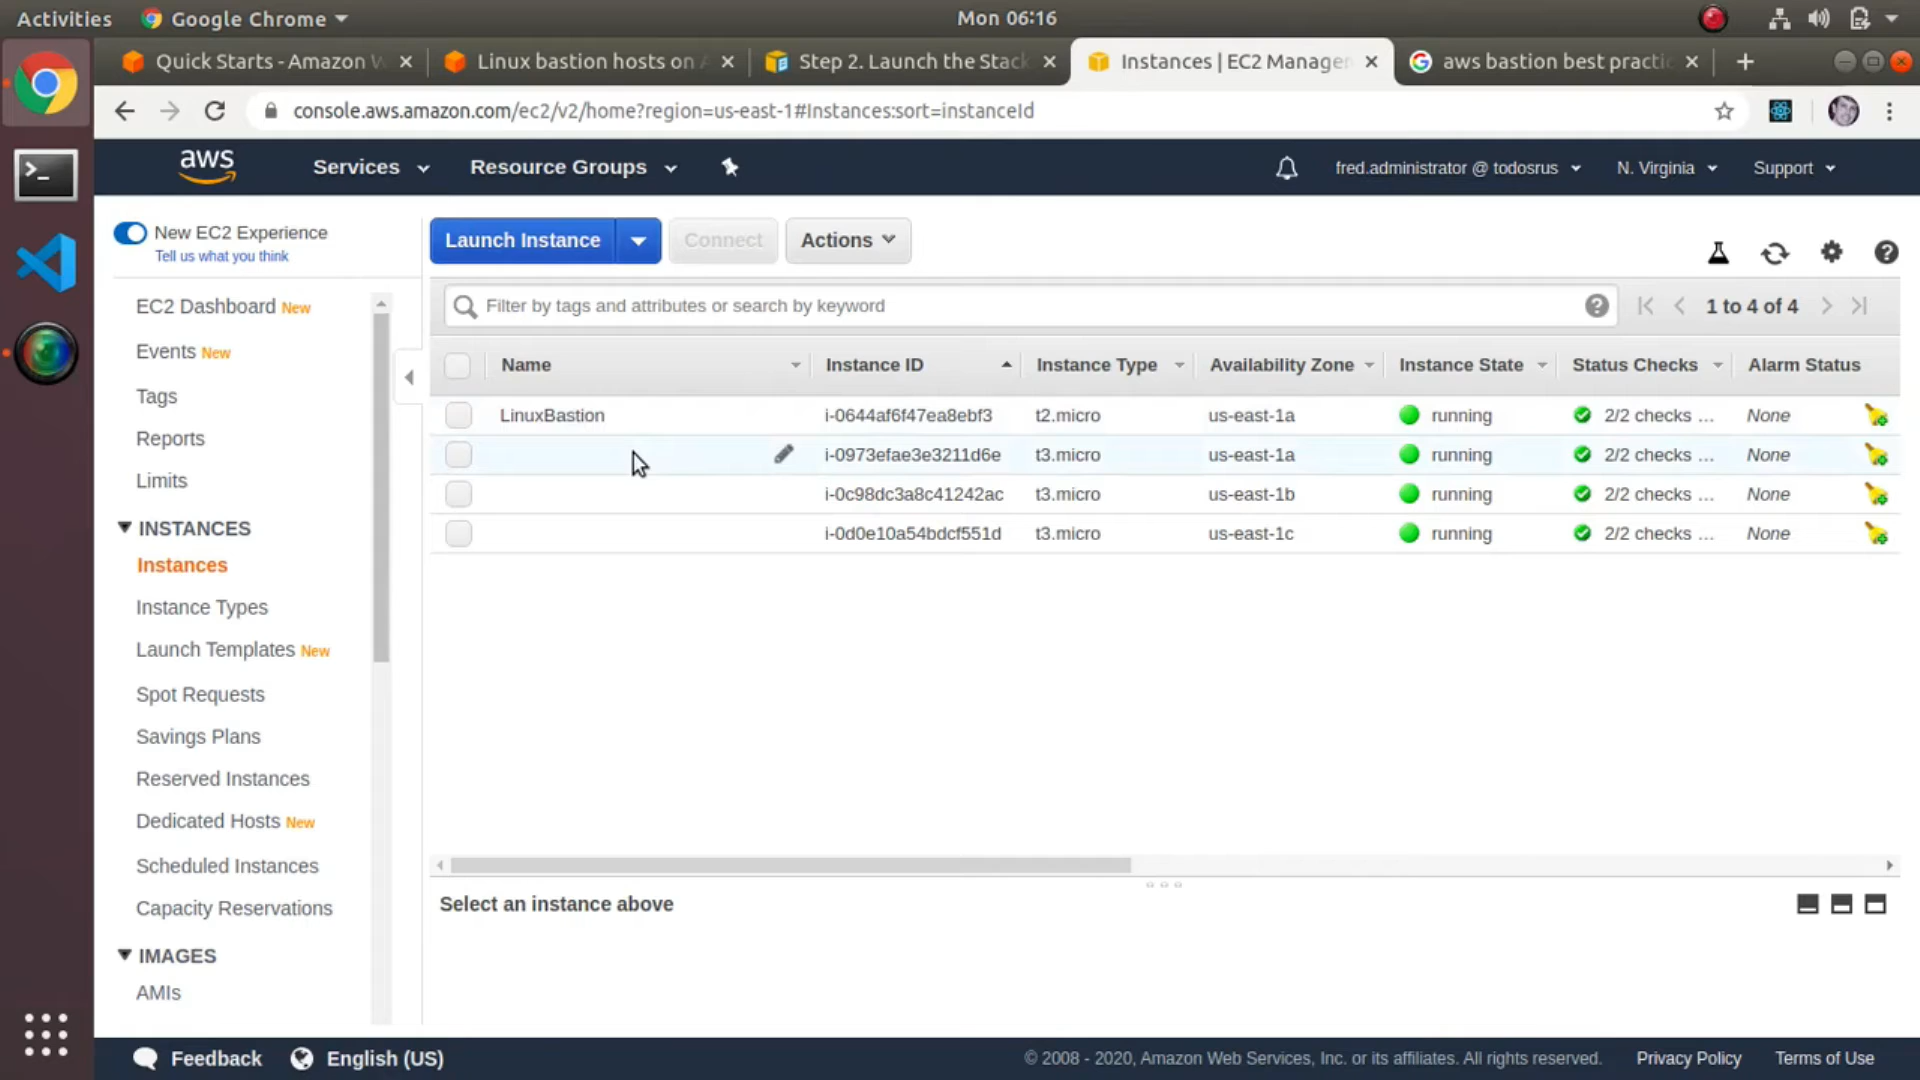 Activities
Google Chrome
Mon 06:16
Quick Starts - Amazon W
Linux bastion hosts on A
Step 2. Launch the Stack
Instances | EC2 Manager
aws bastion best practic
console.aws.amazon.com/ec2/v2/home?region=us-east-1#Instances:sort=instanceId
aws
Services
Resource Groups
fred.administrator @ todosrus
N. Virginia
Support
New EC2 Experience
Tell us what you think
EC2 Dashboard New
Events New
Tags
Reports
Limits
INSTANCES
Instances
Instance Types
Launch Templates New
Spot Requests
Savings Plans
Reserved Instances
Dedicated Hosts New
Scheduled Instances
Capacity Reservations
IMAGES
AMIs
Launch Instance
Connect
Actions
Filter by tags and attributes or search by keyword
1 to 4 of 4
Name Instance ID Instance Type Availability Zone Instance State Status Checks Alarm Status
LinuxBastion i-0644af6f47ea8ebf3 t2.micro us-east-1a running 2/2 checks ... None
i-0973efae3e3211d6e t3.micro us-east-1a running 2/2 checks ... None
i-0c98dc3a8c41242ac t3.micro us-east-1b running 2/2 checks ... None
i-0d0e10a54bdcf551d t3.micro us-east-1c running 2/2 checks ... None
Select an instance above
Feedback
English (US)
© 2008 - 2020, Amazon Web Services, Inc. or its affiliates. All rights reserved.
Privacy Policy
Terms of Use